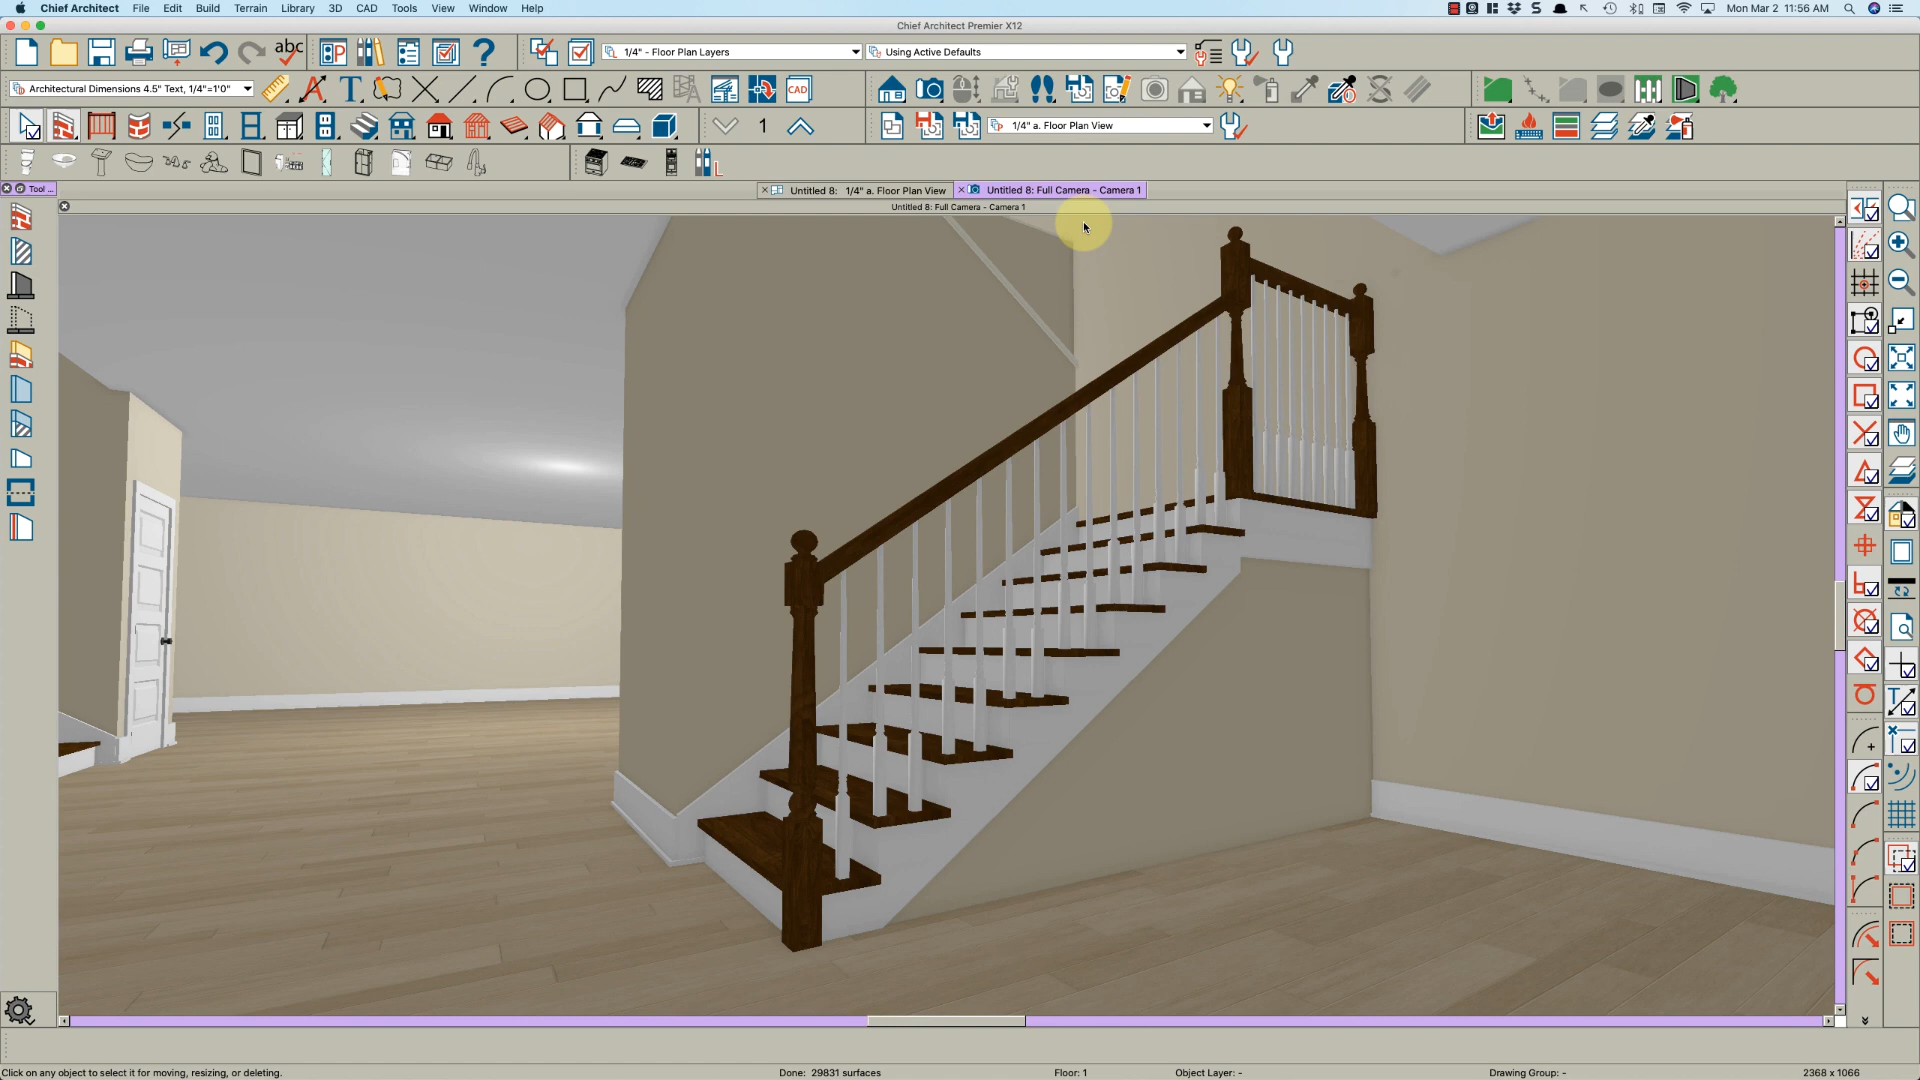 Chief Architect File Edit Build Terrain Library 3D CAD Tools View Window Help
Mon Mar 2 11:56 AM
Chief Architect Premier X12
abc
1/4" - Floor Plan Layers
Using Active Defaults
Architectural Dimensions 4.5" Text, 1/4"=1'0"
T
CAD
1
1/4" a. Floor Plan View
Tool ...
Untitled 8: 1/4" a. Floor Plan View
Untitled 8: Full Camera - Camera 1
Untitled 8: Full Camera - Camera 1
Click on any object to select it for moving, resizing, or deleting.
Done: 29831 surfaces
Floor: 1
Object Layer: -
Drawing Group: -
2368 x 1066